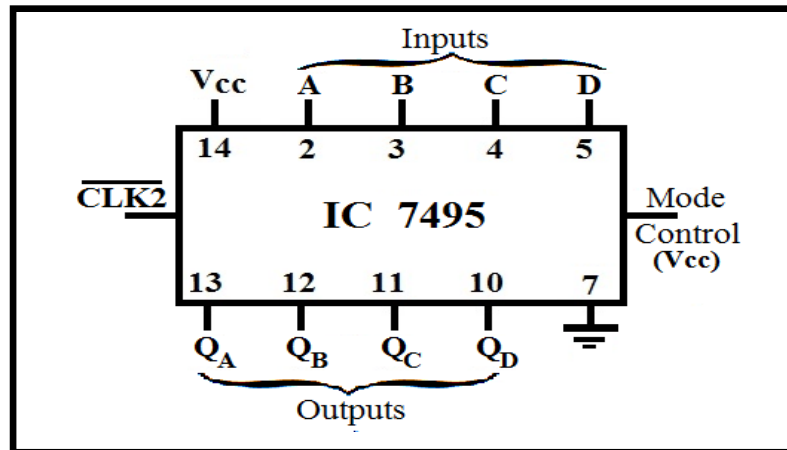 Inputs
Vcc A B C D
14 2 3 4 5
CLK2 IC 7495 Mode
Control
(Vcc)
13 12 11 10 7
QA QB QC QD
Outputs